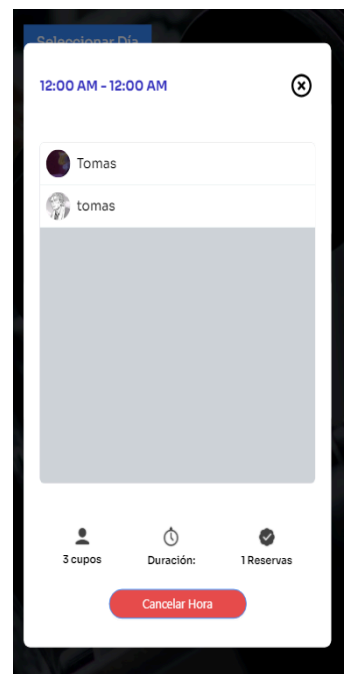 Seleccionar Día
12:00 AM - 12:00 AM
Tomas
tomas
3 cupos
Duración:
1 Reservas
Cancelar Hora